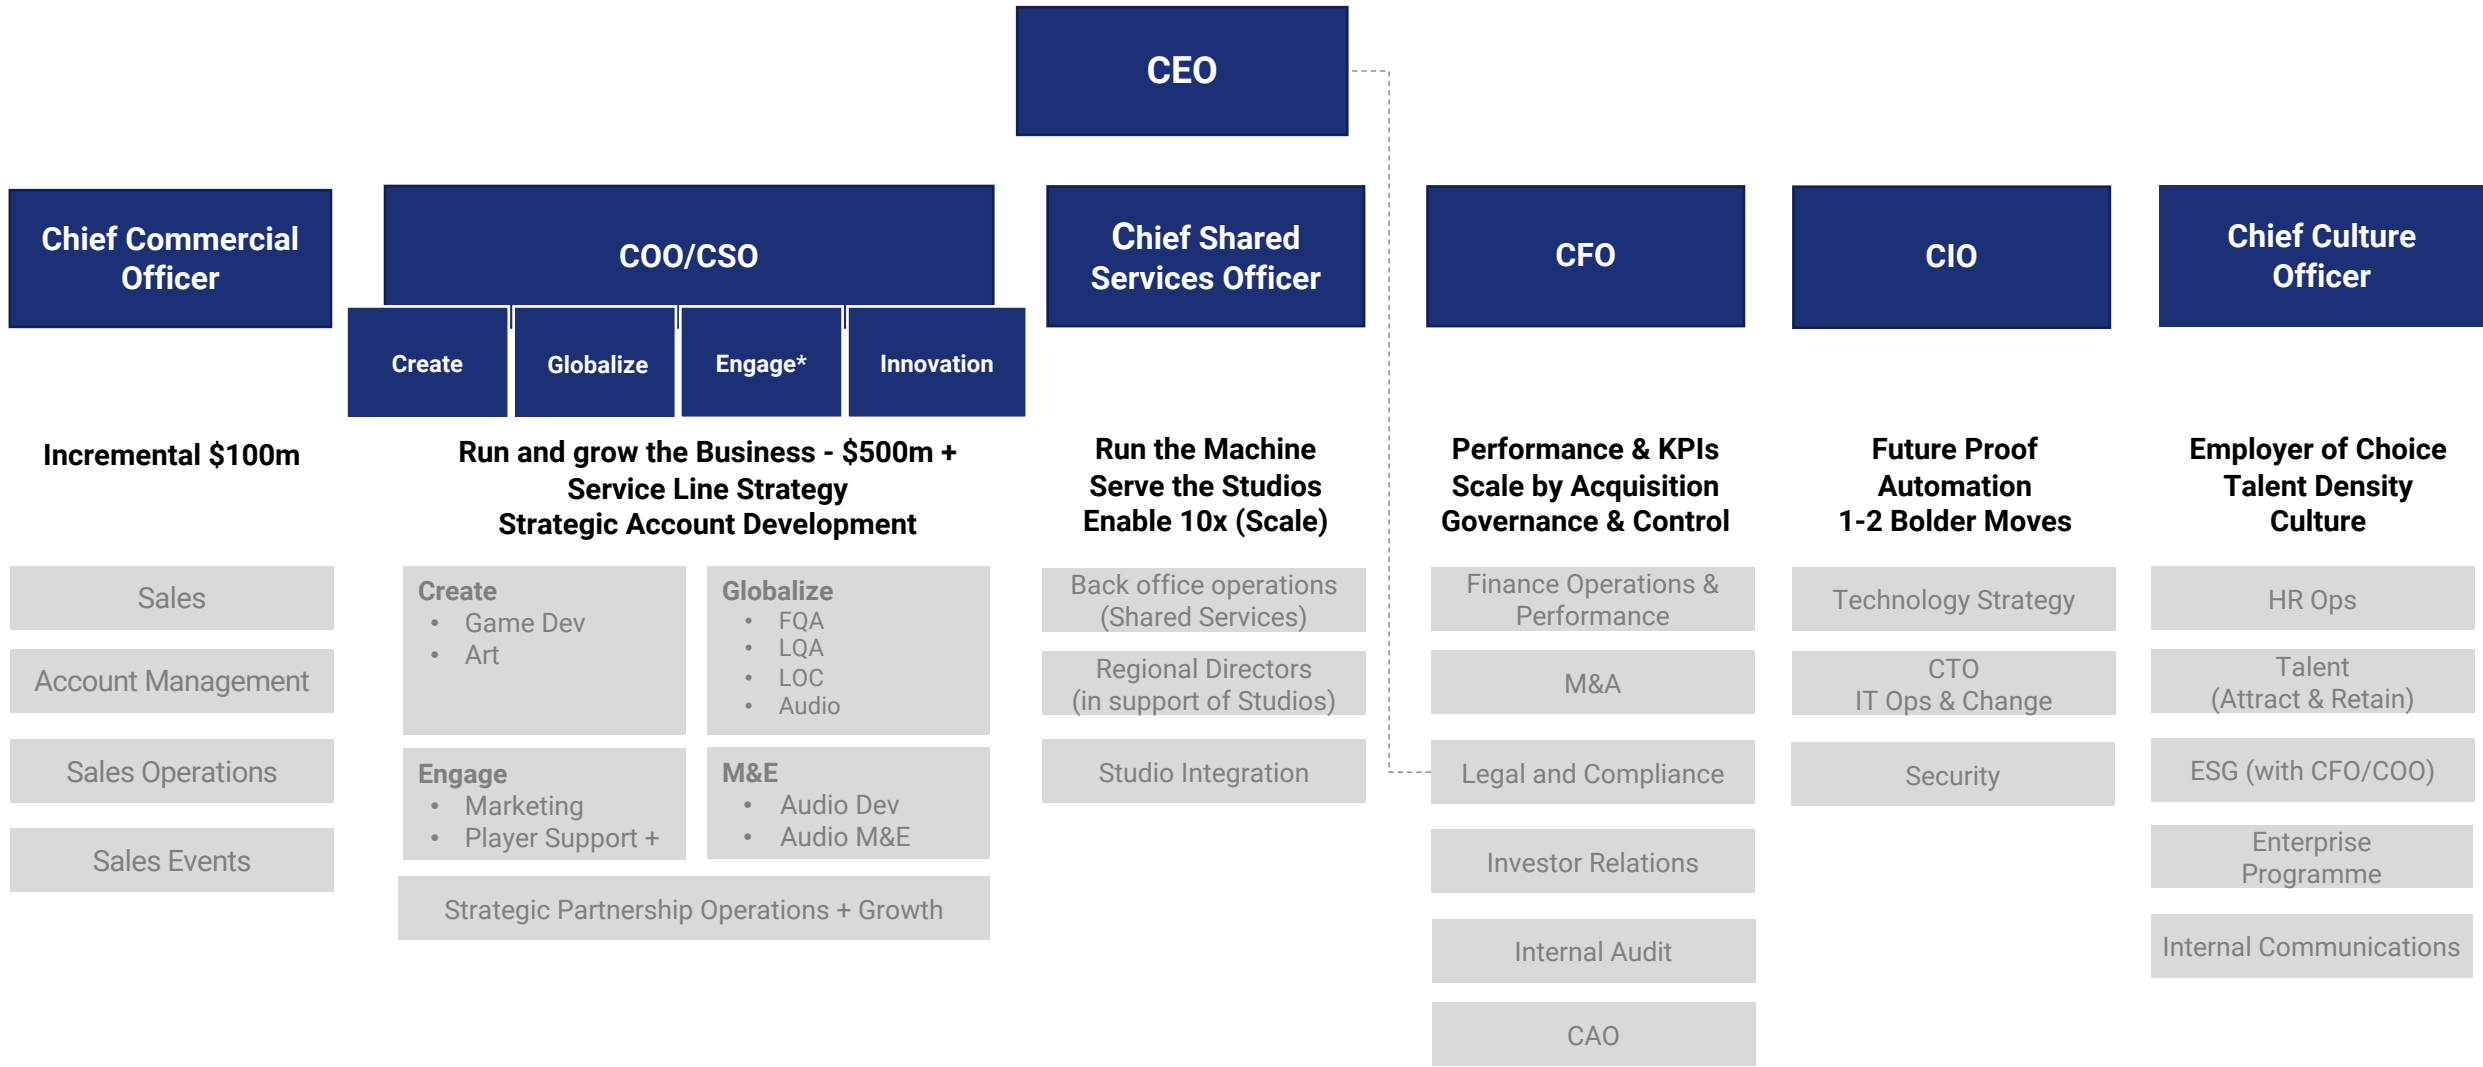 CEO
Chief Commercial
Officer
COO/CSO
Create
Globalize
Engage*
Innovation
Chief Shared
Services Officer
CFO
CIO
Chief Culture
Officer
Incremental $100m
Run and grow the Business - $500m +
Service Line Strategy
Strategic Account Development
Run the Machine
Serve the Studios
Enable 10x (Scale)
Performance & KPIs
Scale by Acquisition
Governance & Control
Future Proof
Automation
1-2 Bolder Moves
Employer of Choice
Talent Density
Culture
Sales
Account Management
Sales Operations
Sales Events
Create
• Game Dev
• Art
Globalize
• FQA
• LQA
• LOC
• Audio
Engage
• Marketing
• Player Support +
M&E
• Audio Dev
• Audio M&E
Strategic Partnership Operations + Growth
Back office operations
(Shared Services)
Regional Directors
(in support of Studios)
Studio Integration
Finance Operations &
Performance
M&A
Legal and Compliance
Investor Relations
Internal Audit
CAO
Technology Strategy
CTO
IT Ops & Change
Security
HR Ops
Talent
(Attract & Retain)
ESG (with CFO/COO)
Enterprise
Programme
Internal Communications